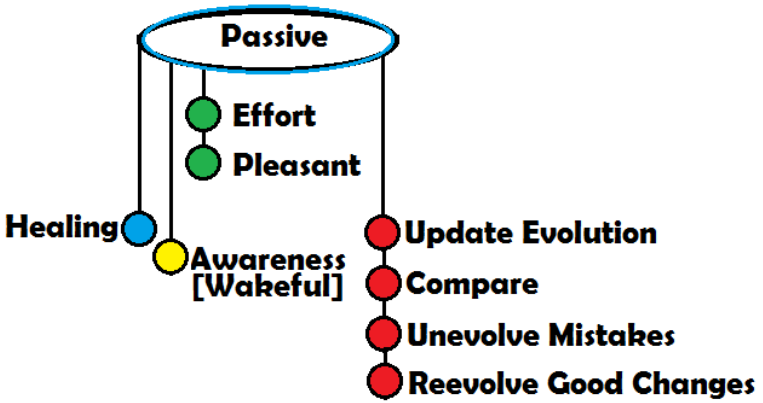 Passive
Effort
Pleasant
Healing
Awareness
[Wakeful]
Update Evolution
Compare
Unevolve Mistakes
Reevolve Good Changes